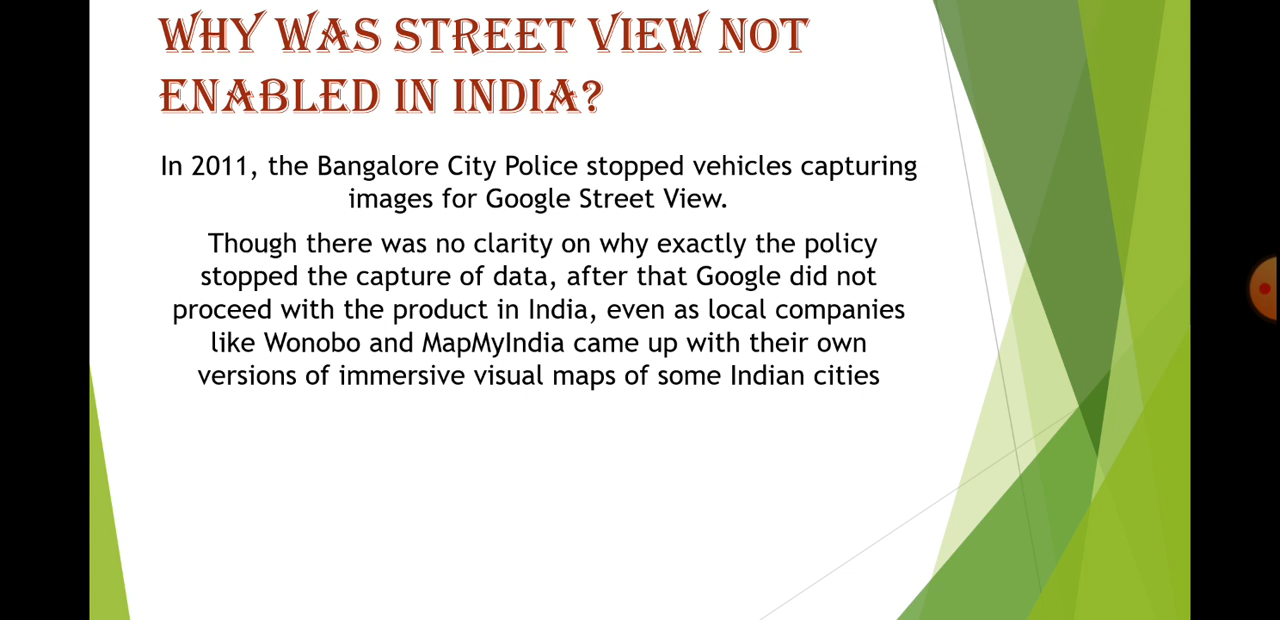 WHY WAS STREET VIEW NOT
ENABLED IN INDIA?
In 2011, the Bangalore City Police stopped vehicles capturing
images for Google Street View.
Though there was no clarity on why exactly the policy
stopped the capture of data, after that Google did not
proceed with the product in India, even as local companies
like Wonobo and MapMyIndia came up with their own
versions of immersive visual maps of some Indian cities